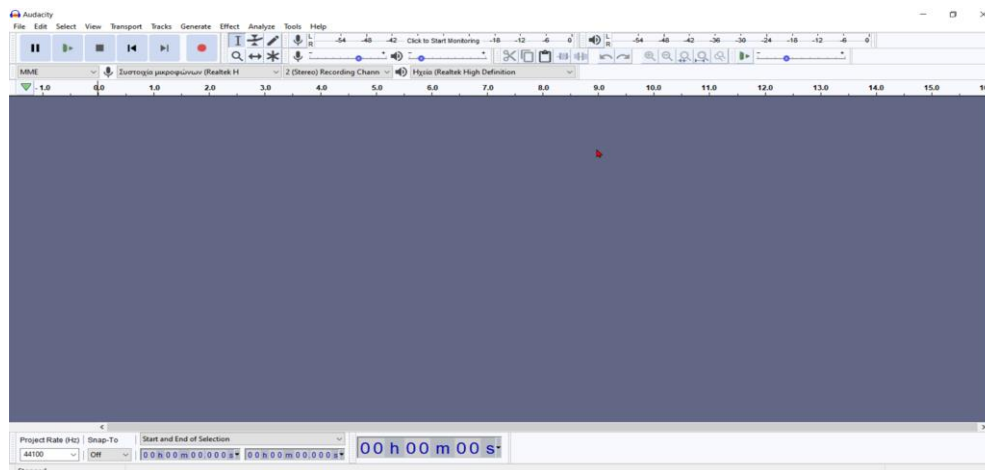 Audacity
File Edit Select View Transport Tracks Generate Effect Analyze Tools Help
L R -54 -48 -42 Click to Start Monitoring -18 -12 -6 0 L R -54 -48 -42 -36 -30 -24 -18 -12 -6 0
MME Συστοιχία μικροφώνων (Realtek H 2 (Stereo) Recording Chann Ηχεία (Realtek High Definition
-1.0 0.0 1.0 2.0 3.0 4.0 5.0 6.0 7.0 8.0 9.0 10.0 11.0 12.0 13.0 14.0 15.0
Project Rate (Hz) Snap-To Start and End of Selection
44100 Off 00 h 00 m 00.000 s 00 h 00 m 00.000 s 00 h 00 m 00 s